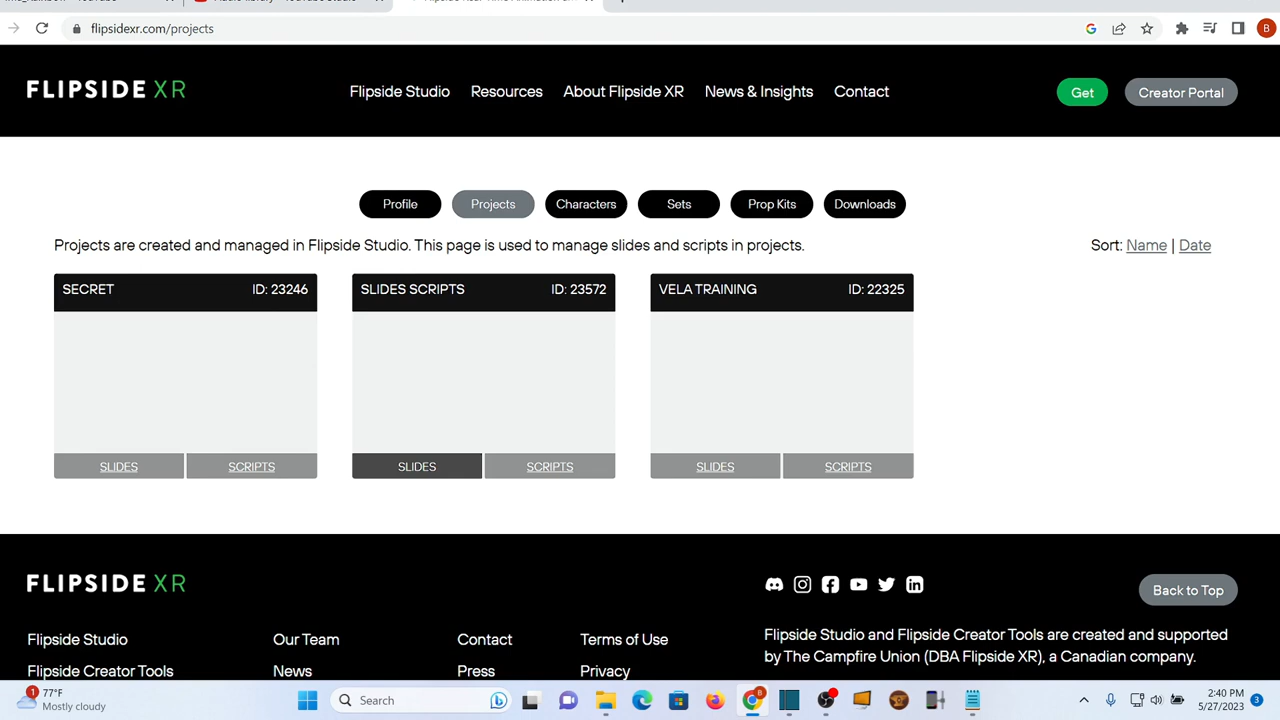 flipsidexr.com/projects
B
FLIPSIDE XR
Flipside Studio Resources About Flipside XR News & Insights Contact
Get Creator Portal
Profile Projects Characters Sets Prop Kits Downloads
Projects are created and managed in Flipside Studio. This page is used to manage slides and scripts in projects. Sort: Name | Date
SECRET ID: 23246 SLIDES SCRIPTS ID: 23572 VELA TRAINING ID: 22325
SLIDES SCRIPTS SLIDES SCRIPTS SLIDES SCRIPTS
FLIPSIDE XR
Back to Top
Flipside Studio Our Team Contact Terms of Use
Flipside Studio and Flipside Creator Tools are created and supported
by The Campfire Union (DBA Flipside XR), a Canadian company.
Flipside Creator Tools News Press Privacy
1 77°F
Mostly cloudy
Search
B
2:40 PM
5/27/2023
3